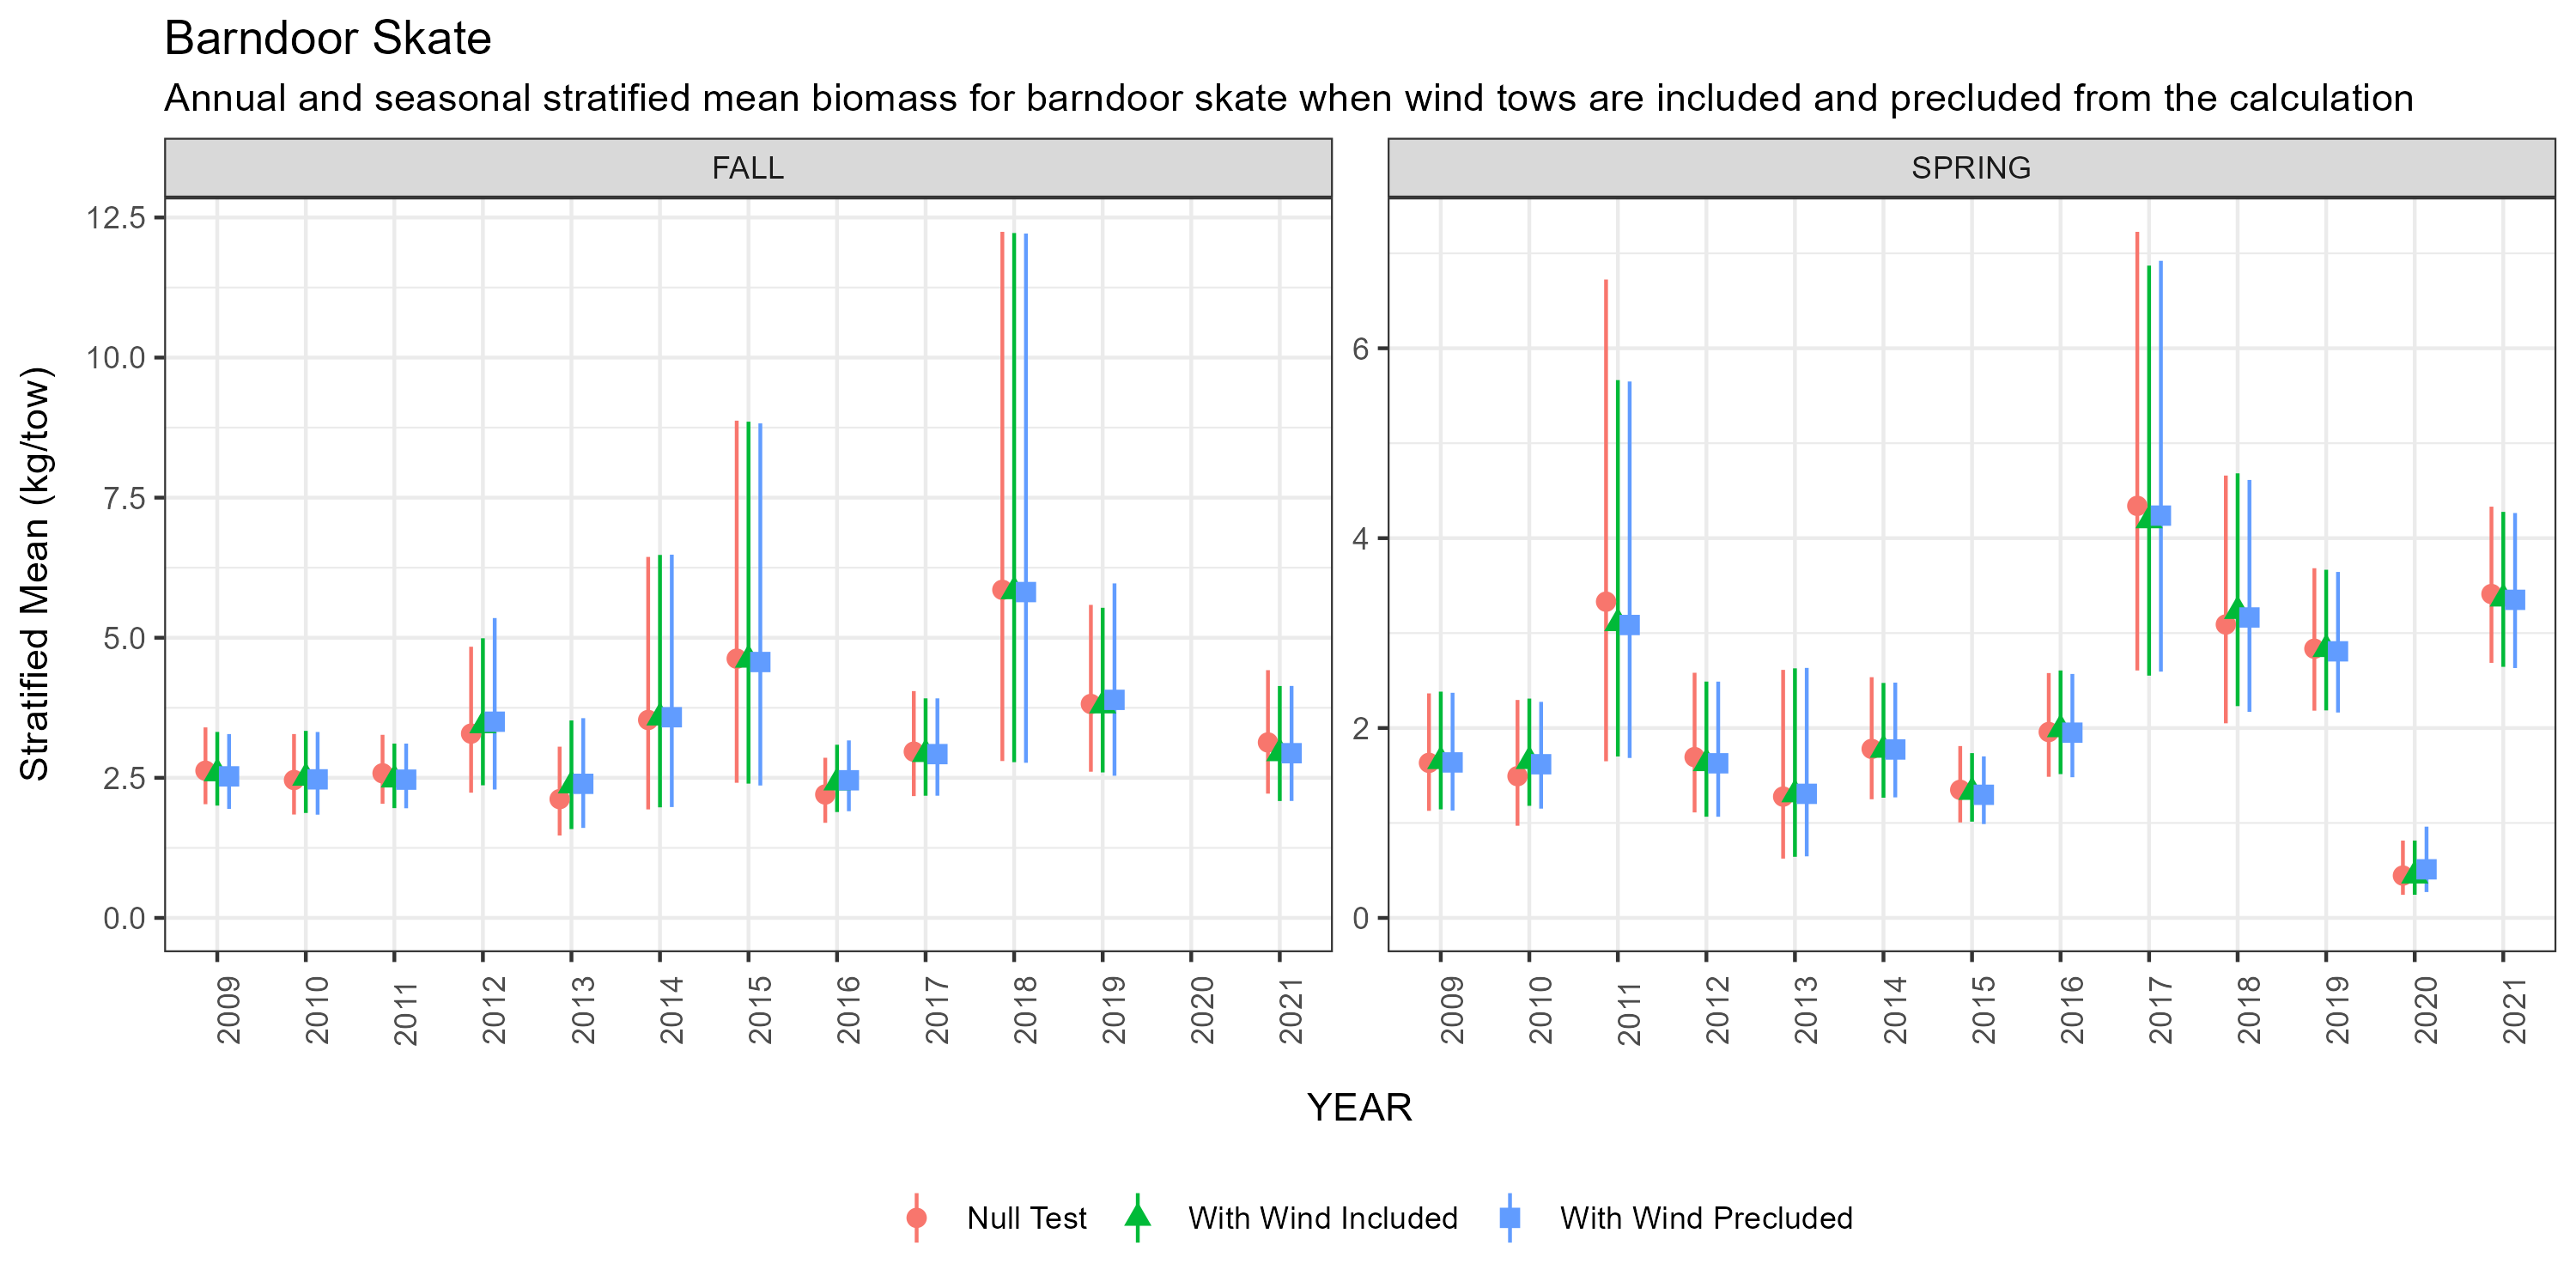 Barndoor Skate
Annual and seasonal stratified mean biomass for barndoor skate when wind tows are included and precluded from the calculation
FALL
SPRING
Stratified Mean (kg/tow)
12.5
10.0
7.5
5.0
2.5
0.0
6
4
2
0
2009 2010 2011 2012 2013 2014 2015 2016 2017 2018 2019 2020 2021
2009 2010 2011 2012 2013 2014 2015 2016 2017 2018 2019 2020 2021
YEAR
Null Test With Wind Included With Wind Precluded